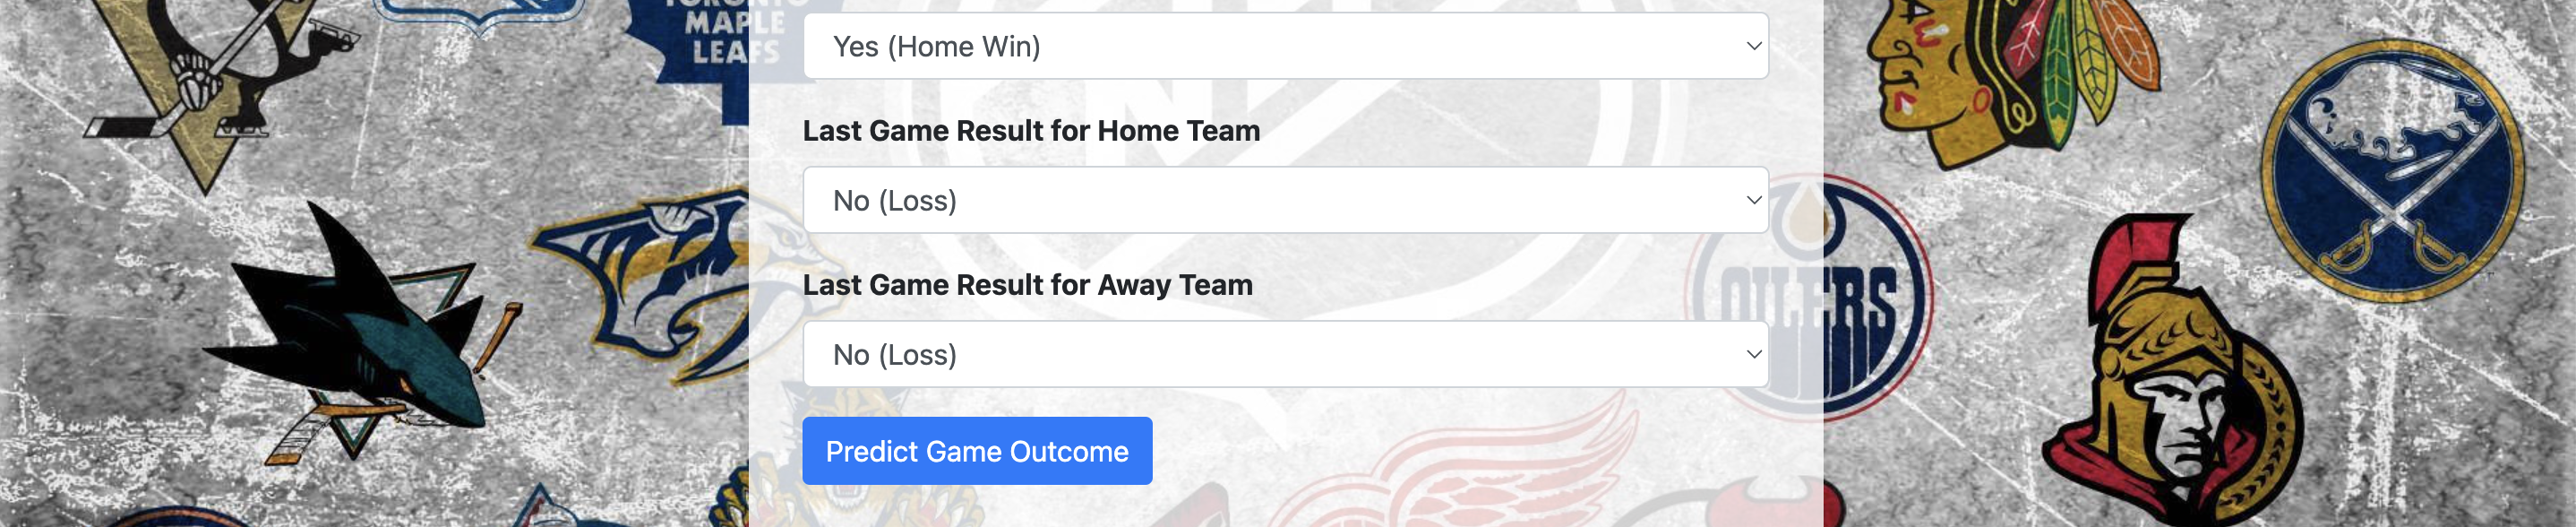 TORONTO
MAPLE
LEAFS
Yes (Home Win)
Last Game Result for Home Team
No (Loss)
Last Game Result for Away Team
No (Loss)
OILERS
Predict Game Outcome